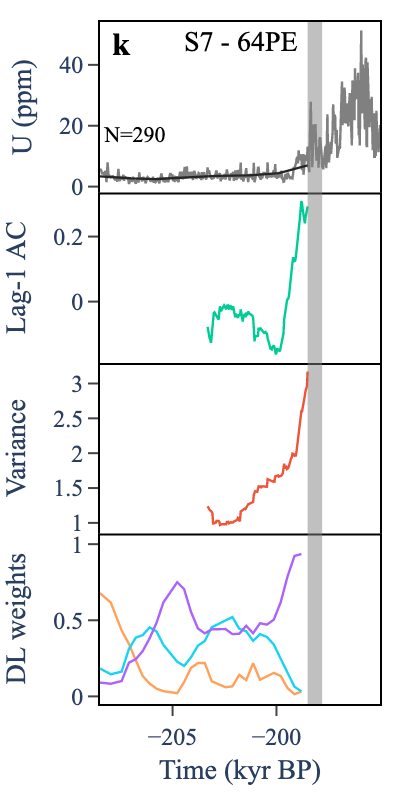 k S7 - 64PE
U (ppm)
40
20
0
N=290
Lag-1 AC
0.2
0
Variance
3
2.5
2
1.5
1
DL weights
1
0.5
0
−205 −200
Time (kyr BP)